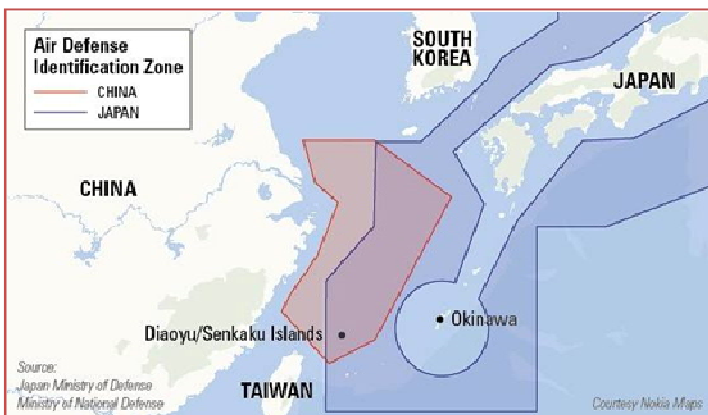 Air Defense
Identification Zone
CHINA
JAPAN
SOUTH
KOREA
JAPAN
CHINA
Okinawa
Diaoyu/Senkaku Islands
TAIWAN
Source:
Japan Ministry of Defense
Ministry of National Defense
Courtesy Nokia Maps